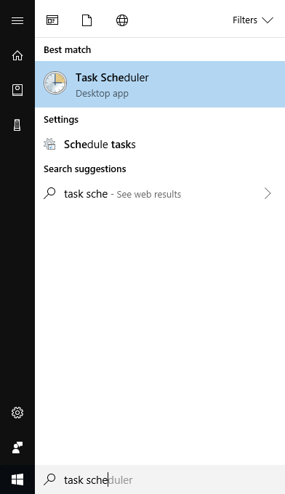 Filters
Best match
Task Scheduler
Desktop app
Settings
Schedule tasks
Search suggestions
task sche - See web results
task scheduler